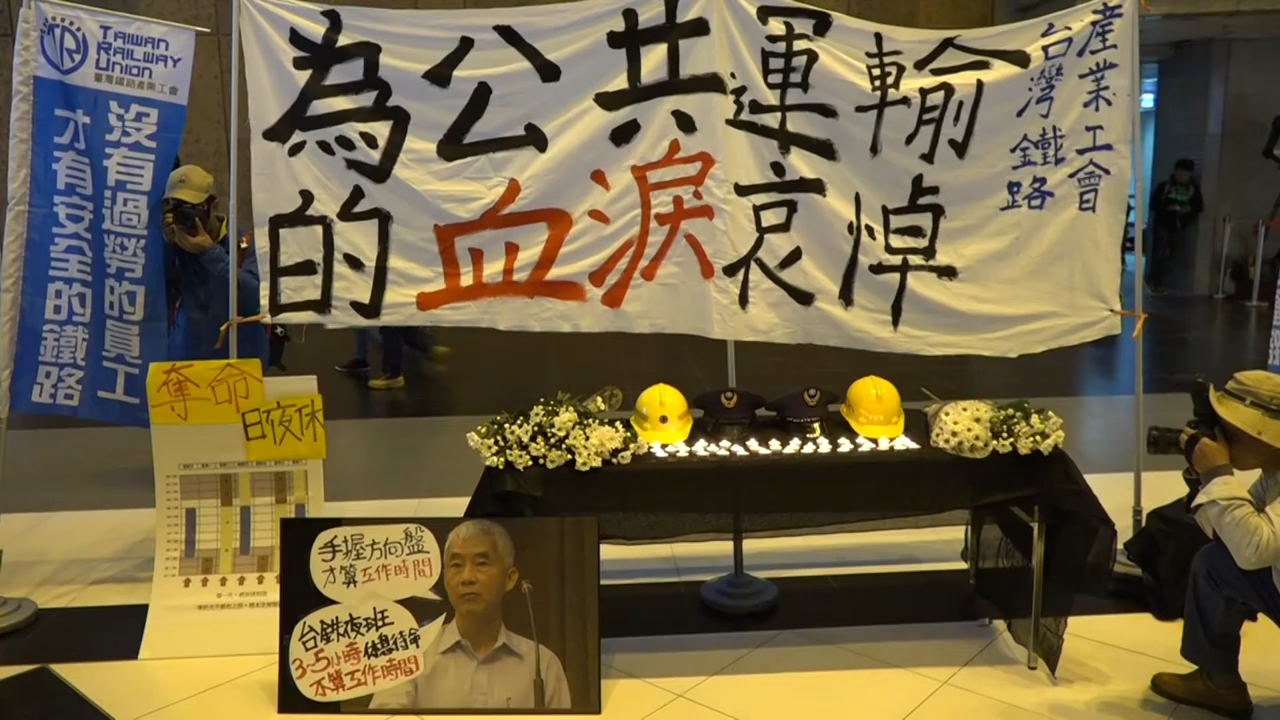 TAIWAN
RAILWAY
UNION
臺灣鐵路產業工會
沒有過勞的員工
才有安全的鐵路
為公共運輸
的血淚哀悼
台灣鐵路
產業工會
奪命
日夜休
手握方向盤
才算工作時間
台鉄夜班
3~5小時休息待命
不算工作時間